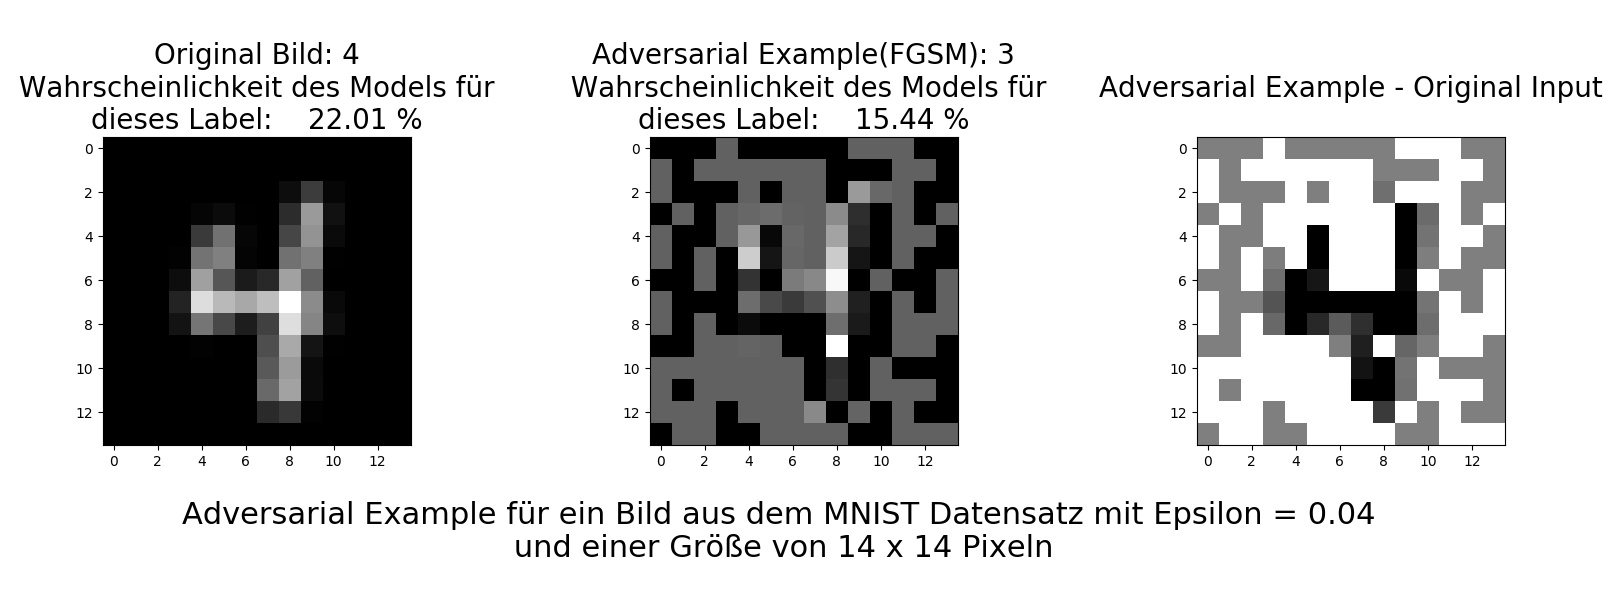 Original Bild: 4
Wahrscheinlichkeit des Models für
dieses Label: 22.01 %
0
2
4
6
8
10
12
0 2 4 6 8 10 12
Adversarial Example(FGSM): 3
Wahrscheinlichkeit des Models für
dieses Label: 15.44 %
0
2
4
6
8
10
12
0 2 4 6 8 10 12
Adversarial Example - Original Input
0
2
4
6
8
10
12
0 2 4 6 8 10 12
Adversarial Example für ein Bild aus dem MNIST Datensatz mit Epsilon = 0.04
und einer Größe von 14 x 14 Pixeln